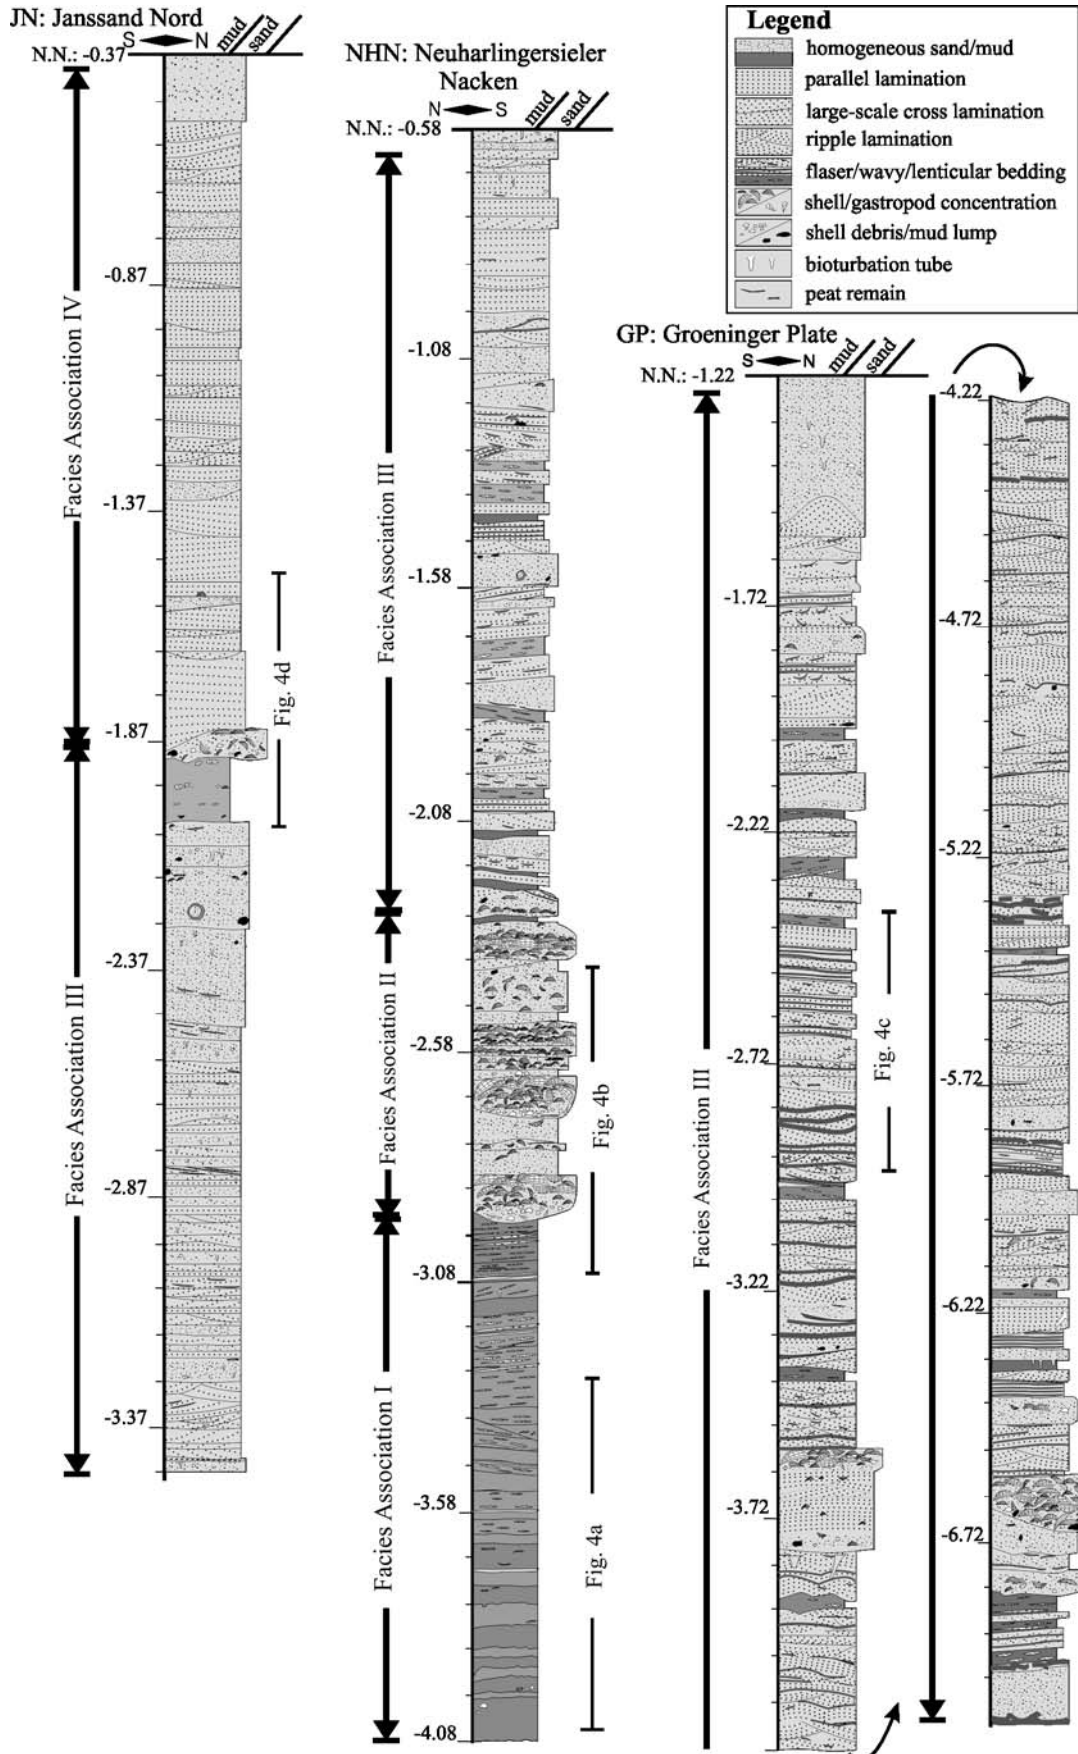 JN: Janssand Nord
S N mud sand
N.N.: -0.37
-0.87
-1.37
-1.87
-2.37
-2.87
-3.37
Facies Association IV
Facies Association III
Fig. 4d
NHN: Neuharlingersieler
Nacken
N S mud sand
N.N.: -0.58
-1.08
-1.58
-2.08
-2.58
-3.08
-3.58
-4.08
Facies Association III
Facies Association II
Facies Association I
Fig. 4b
Fig. 4a
Legend
homogeneous sand/mud
parallel lamination
large-scale cross lamination
ripple lamination
flaser/wavy/lenticular bedding
shell/gastropod concentration
shell debris/mud lump
bioturbation tube
peat remain
GP: Groeninger Plate
S N mud sand
N.N.: -1.22
-1.72
-2.22
-2.72
-3.22
-3.72
Facies Association III
Fig. 4c
-4.22
-4.72
-5.22
-5.72
-6.22
-6.72